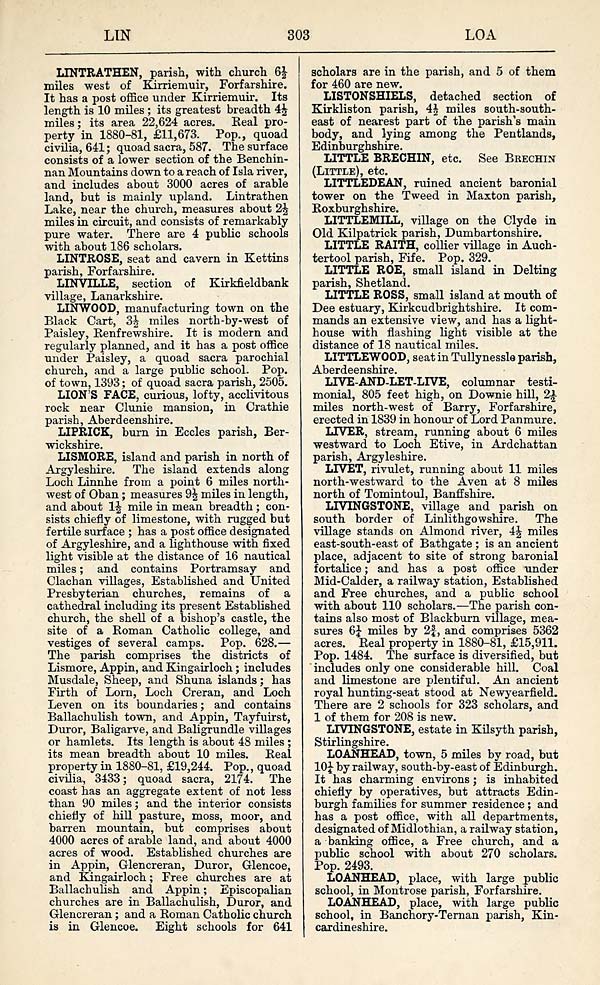 LIN 303 LOA
LINTRATHEN, parish, with church 6½
miles west of Kirriemuir, Forfarshire.
It has a post office under Kirriemuir. Its
length is 10 miles; its greatest breadth 4½
miles; its area 22,624 acres. Real pro-
perty in 1880-81, £11,673. Pop., quoad
civilia, 641; quoad sacra, 587. The surface
consists of a lower section of the Benchin-
nan Mountains down to a reach of Isla river,
and includes about 3000 acres of arable
land, but is mainly upland. Lintrathen
Lake, near the church, measures about 2½
miles in circuit, and consists of remarkably
pure water. There are 4 public schools
with about 186 scholars.
LINTROSE, seat and cavern in Kettins
parish, Forfarshire.
LINVILLE, section of Kirkfieldbank
village, Lanarkshire.
LINWOOD, manufacturing town on the
Black Cart, 3½ miles north-by-west of
Paisley, Renfrewshire. It is modern and
regularly planned, and it has a post office
under Paisley, a quoad sacra parochial
church, and a large public school. Pop.
of town, 1393; of quoad sacra parish, 2505.
LION'S FACE, curious, lofty, acclivitous
rock near Clunie mansion, in Crathie
parish, Aberdeenshire.
LIPRICK, burn in Eccles parish, Ber-
wickshire.
LISMORE, island and parish in north of
Argyleshire. The island extends along
Loch Linnhe from a point 6 miles north-
west of Oban; measures 9½ miles in length,
and about 1½ mile in mean breadth; con-
sists chiefly of limestone, with rugged but
fertile surface; has a post office designated
of Argyleshire, and a lighthouse with fixed
light visible at the distance of 16 nautical
miles; and contains Portramsay and
Clachan villages, Established and United
Presbyterian churches, remains of a
cathedral including its present Established
church, the shell of a bishop's castle, the
site of a Roman Catholic college, and
vestiges of several camps. Pop. 628.—
The parish comprises the districts of
Lismore, Appin, and Kingairloch; includes
Musdale, Sheep, and Shuna islands; has
Firth of Lorn, Loch Creran, and Loch
Leven on its boundaries; and contains
Ballachulish town, and Appin, Tayfuirst,
Duror, Baligarve, and Baligrundle villages
or hamlets. Its length is about 48 miles;
its mean breadth about 10 miles. Real
property in 1880-81, £19,244. Pop., quoad
civilia, 3433; quoad sacra, 2174. The
coast has an aggregate extent of not less
than 90 miles; and the interior consists
chiefly of hill pasture, moss, moor, and
barren mountain, but comprises about
4000 acres of arable land, and about 4000
acres of wood. Established churches are
in Appin, Glencreran, Duror, Glencoe,
and Kingairloch; Free churches are at
Ballachulish and Appin; Episcopalian
churches are in Ballachulish, Duror, and
Glencreran; and a Roman Catholic church
is in Glencoe. Eight schools for 641
scholars are in the parish, and 5 of them
for 460 are new.
LISTONSHIELS, detached section of
Kirkliston parish, 4½ miles south-south-
east of nearest part of the parish's main
body, and lying among the Pentlands,
Edinburghshire.
LITTLE BRECHIN, etc. See BRECHIN
(LITTLE), etc.
LITTLEDEAN, ruined ancient baronial
tower on the Tweed in Maxton parish,
Roxburghshire.
LITTLEMILL, village on the Clyde in
Old Kilpatrick parish, Dumbartonshire.
LITTLE RAITH, collier village in Auch-
tertool parish, Fife. Pop. 329.
LITTLE ROE, small island in Delting
parish, Shetland.
LITTLE ROSS, small island at mouth of
Dee estuary, Kirkcudbrightshire. It com-
mands an extensive view, and has a light-
house with flashing light visible at the
distance of 18 nautical miles.
LITTLEWOOD, seat in Tullynessle parish,
Aberdeenshire.
LIVE-AND-LET-LIVE, columnar testi-
monial, 805 feet high, on Downie hill, 2¼
miles north-west of Barry, Forfarshire,
erected in 1839 in honour of Lord Panmure.
LIVER, stream, running about 6 miles
westward to Loch Etive, in Ardchattan
parish, Argyleshire.
LIVET, rivulet, running about 11 miles
north-westward to the Aven at 8 miles
north of Tomintoul, Banffshire.
LIVINGSTONE, village and parish on
south border of Linlithgowshire. The
village stands on Almond river, 4½ miles
east-south-east of Bathgate; is an ancient
place, adjacent to site of strong baronial
fortalice; and has a post office under
Mid-Calder, a railway station, Established
and Free churches, and a public school
with about 110 scholars.—The parish con-
tains also most of Blackburn village, mea-
sures 6¼ miles by 2¾, and comprises 5362
acres. Real property in 1880-81, £15,911.
Pop. 1484. The surface is diversified, but
includes only one considerable hill. Coal
and limestone are plentiful. An ancient
royal hunting-seat stood at Newyearfield.
There are 2 schools for 323 scholars, and
1 of them for 208 is new.
LIVINGSTONE, estate in Kilsyth parish,
Stirlingshire.
LOANHEAD, town, 5 miles by road, but
10¼ by railway, south-by-east of Edinburgh.
It has charming environs; is inhabited
chiefly by operatives, but attracts Edin-
burgh families for summer residence; and
has a post office, with all departments,
designated of Midlothian, a railway station,
a banking office, a Free church, and a
public school with about 270 scholars.
Pop. 2493.
LOANHEAD, place, with large public
school, in Montrose parish, Forfarshire.
LOANHEAD, place, with large public
school, in Banchory-Ternan parish, Kin-
cardineshire.